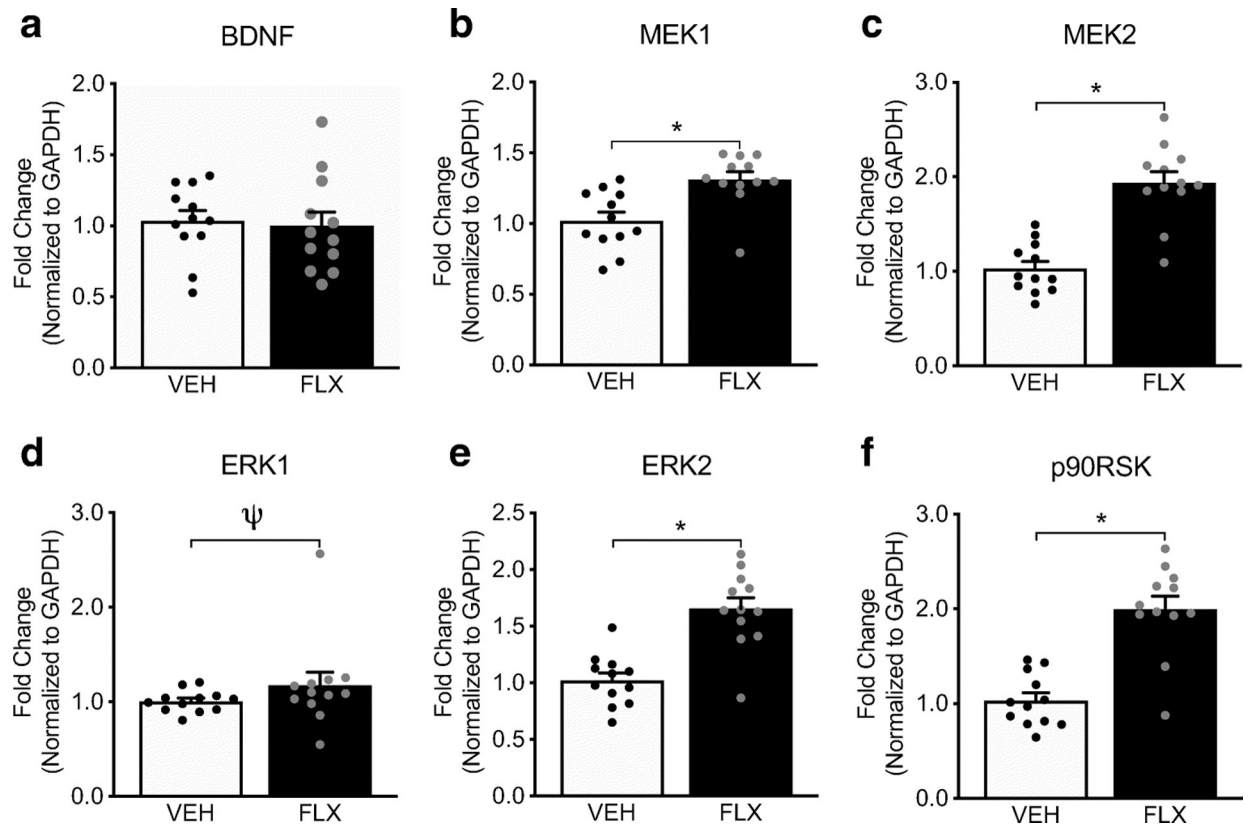 a
BDNF
Fold Change
(Normalized to GAPDH)
2.0
1.5
1.0
0.5
0.0
VEH FLX
b
MEK1
Fold Change
(Normalized to GAPDH)
2.0
1.5
1.0
0.5
0.0
*
VEH FLX
c
MEK2
Fold Change
(Normalized to GAPDH)
3.0
2.0
1.0
0.0
*
VEH FLX
d
ERK1
Fold Change
(Normalized to GAPDH)
3.0
2.0
1.0
0.0
ψ
VEH FLX
e
ERK2
Fold Change
(Normalized to GAPDH)
2.5
2.0
1.5
1.0
0.5
0.0
*
VEH FLX
f
p90RSK
Fold Change
(Normalized to GAPDH)
3.0
2.0
1.0
0.0
*
VEH FLX